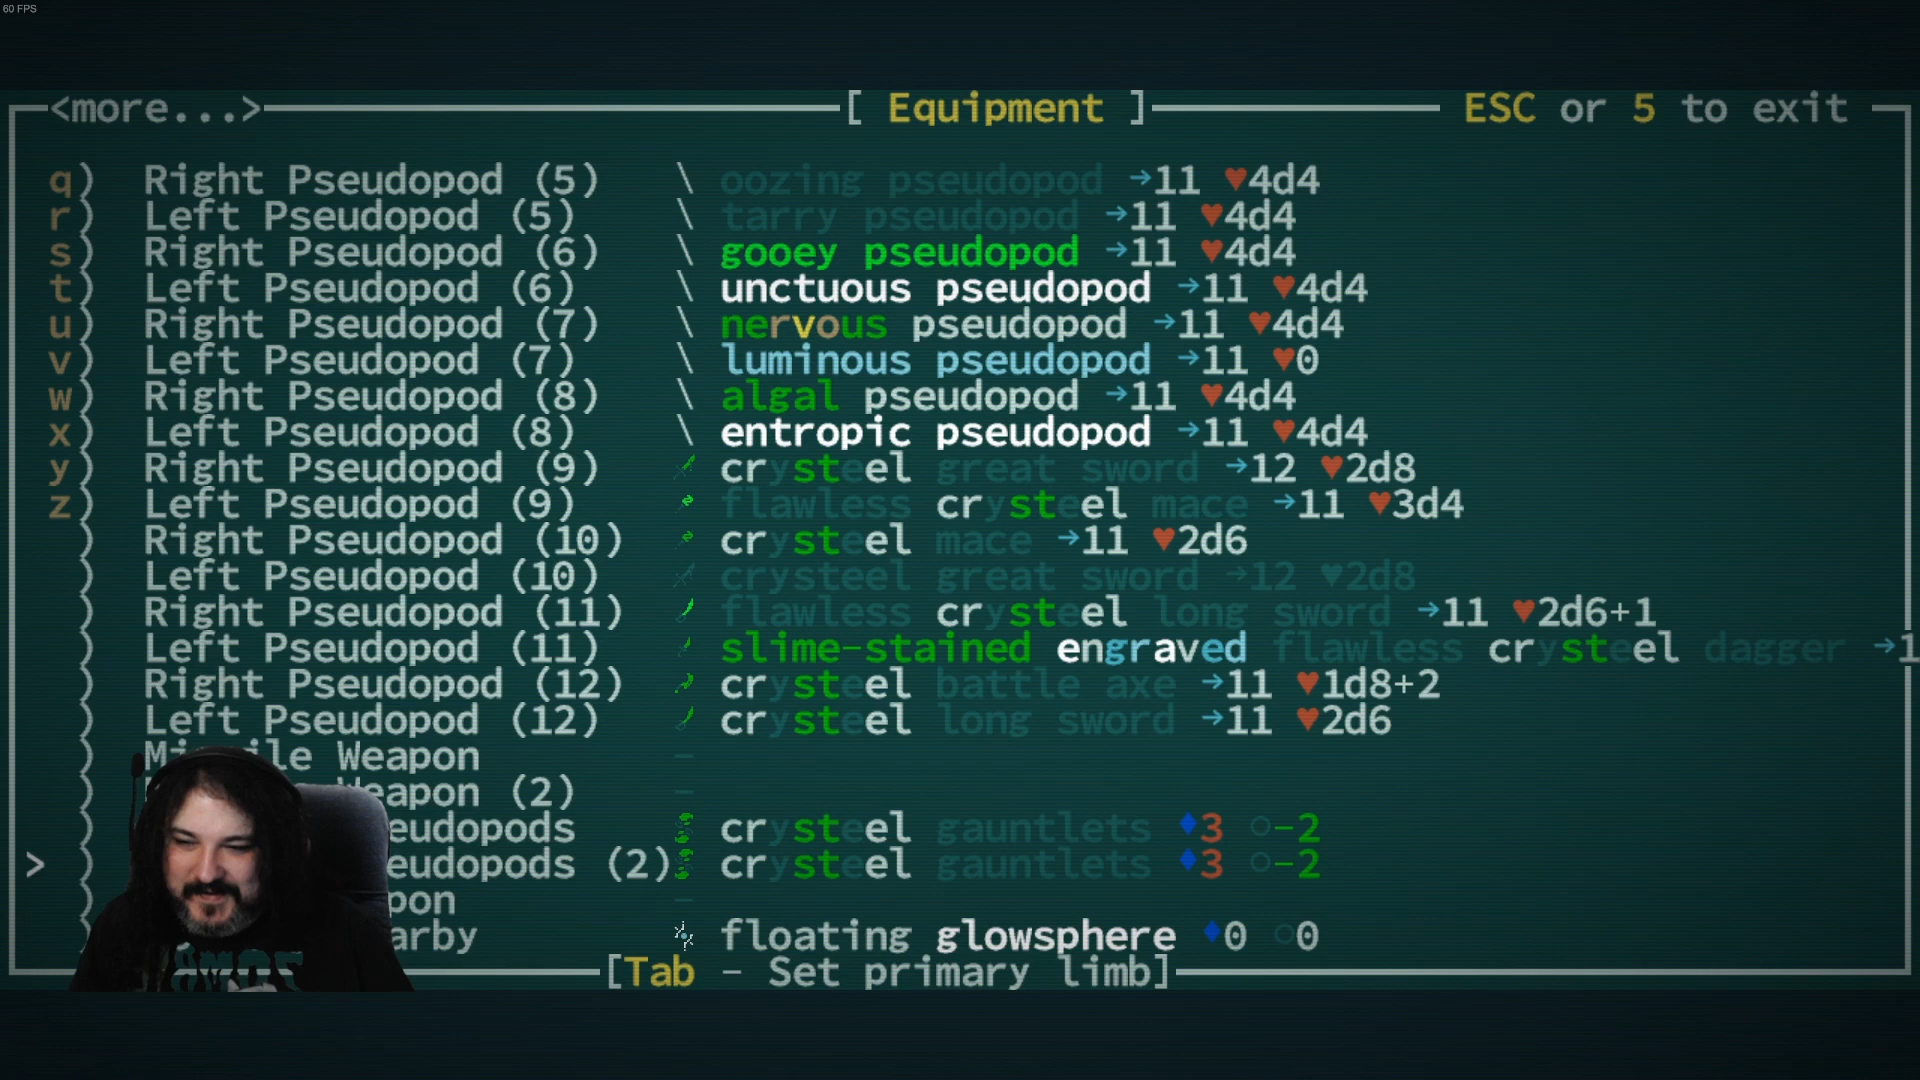 60 FPS
<more...> [ Equipment ] ESC or 5 to exit
q) Right Pseudopod (5) \ oozing pseudopod →11 ♥4d4
r) Left Pseudopod (5) \ tarry pseudopod →11 ♥4d4
s) Right Pseudopod (6) \ gooey pseudopod →11 ♥4d4
t) Left Pseudopod (6) \ unctuous pseudopod →11 ♥4d4
u) Right Pseudopod (7) \ nervous pseudopod →11 ♥4d4
v) Left Pseudopod (7) \ luminous pseudopod →11 ♥0
w) Right Pseudopod (8) \ algal pseudopod →11 ♥4d4
x) Left Pseudopod (8) \ entropic pseudopod →11 ♥4d4
y) Right Pseudopod (9) crysteel great sword →12 ♥2d8
z) Left Pseudopod (9) flawless crysteel mace →11 ♥3d4
) Right Pseudopod (10) crysteel mace →11 ♥2d6
) Left Pseudopod (10) crysteel great sword →12 ♥2d8
) Right Pseudopod (11) flawless crysteel long sword →11 ♥2d6+1
) Left Pseudopod (11) slime-stained engraved flawless crysteel dagger →1
) Right Pseudopod (12) crysteel battle axe →11 ♥1d8+2
) Left Pseudopod (12) crysteel long sword →11 ♥2d6
) Weapon –
) eapon (2) –
) eudopods crysteel gauntlets ♦3 ○-2
> ) eudopods (2) crysteel gauntlets ♦3 ○-2
pon –
arby floating glowsphere ♦0 ○0
[Tab – Set primary limb]